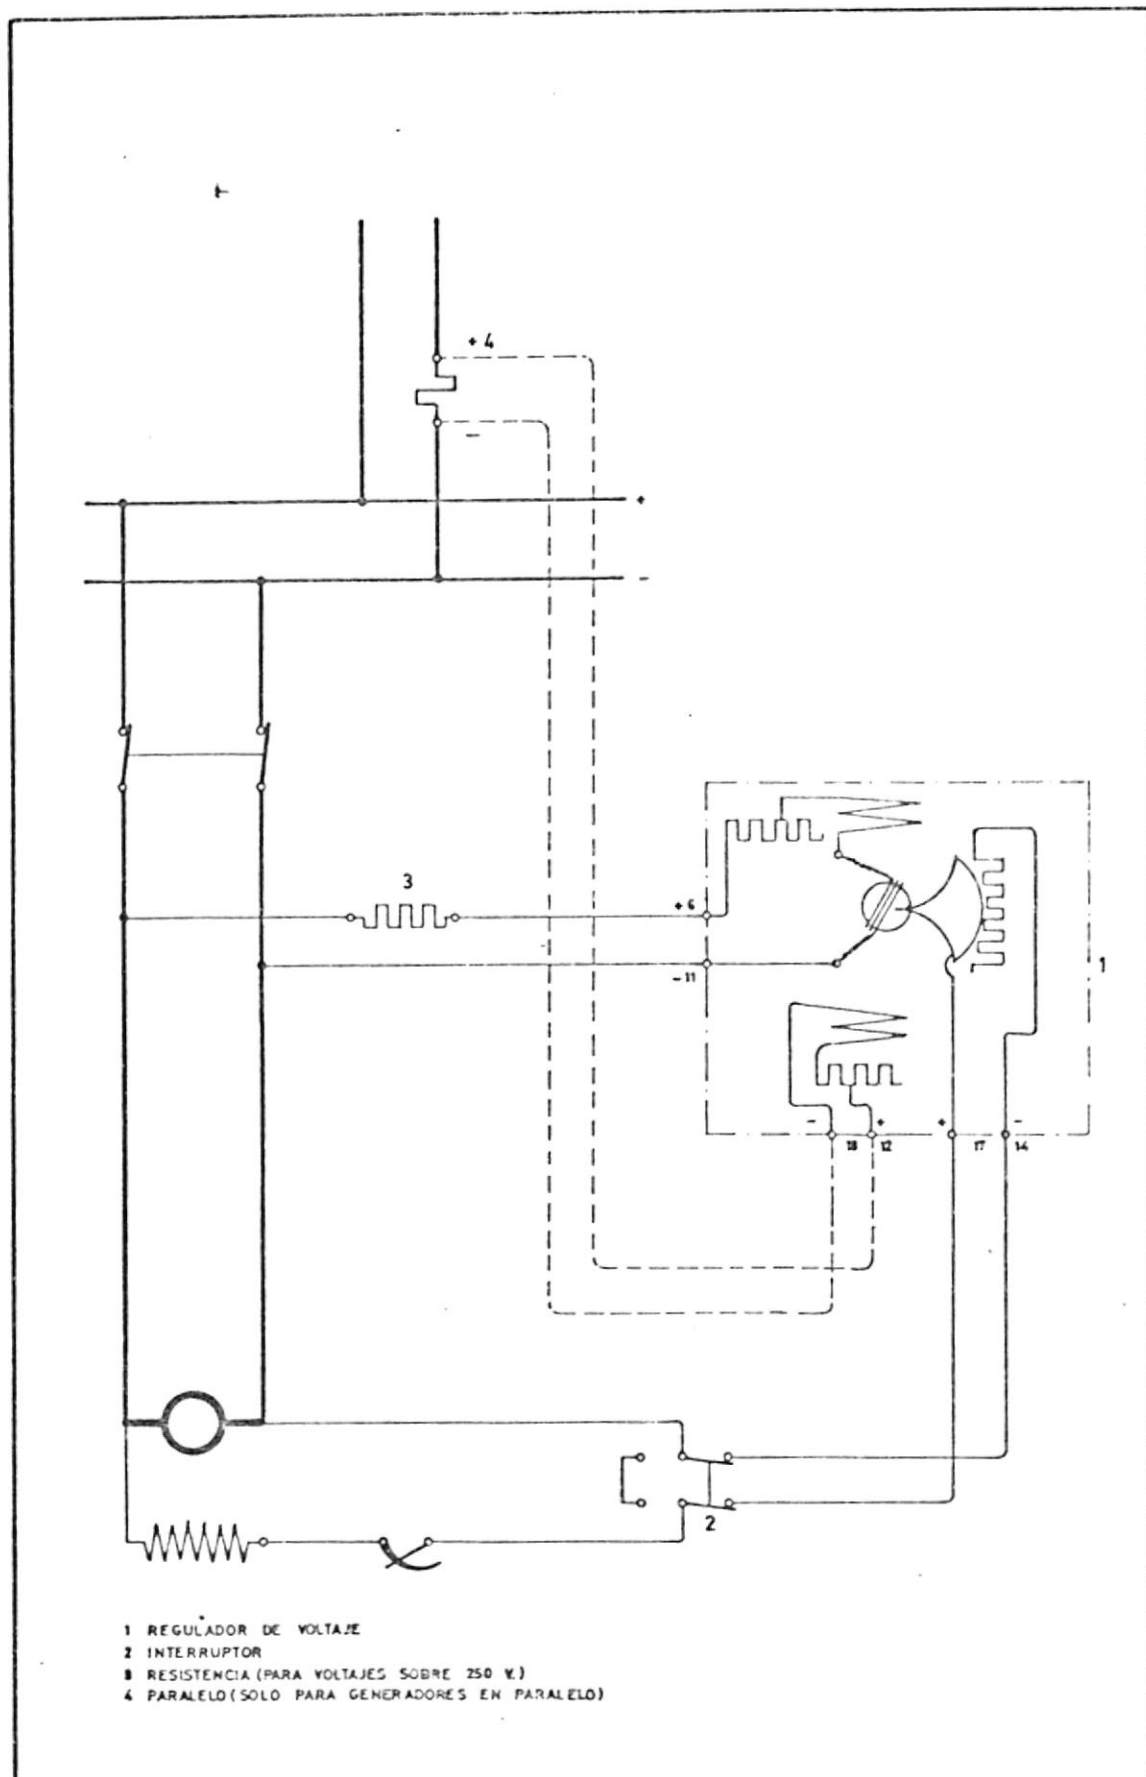 + 4
−
+
−
3
+ 6
− 11
1
− + + −
18 12 17 14
2
1 REGULADOR DE VOLTAJE
2 INTERRUPTOR
3 RESISTENCIA (PARA VOLTAJES SOBRE 250 V.)
4 PARALELO (SOLO PARA GENERADORES EN PARALELO)